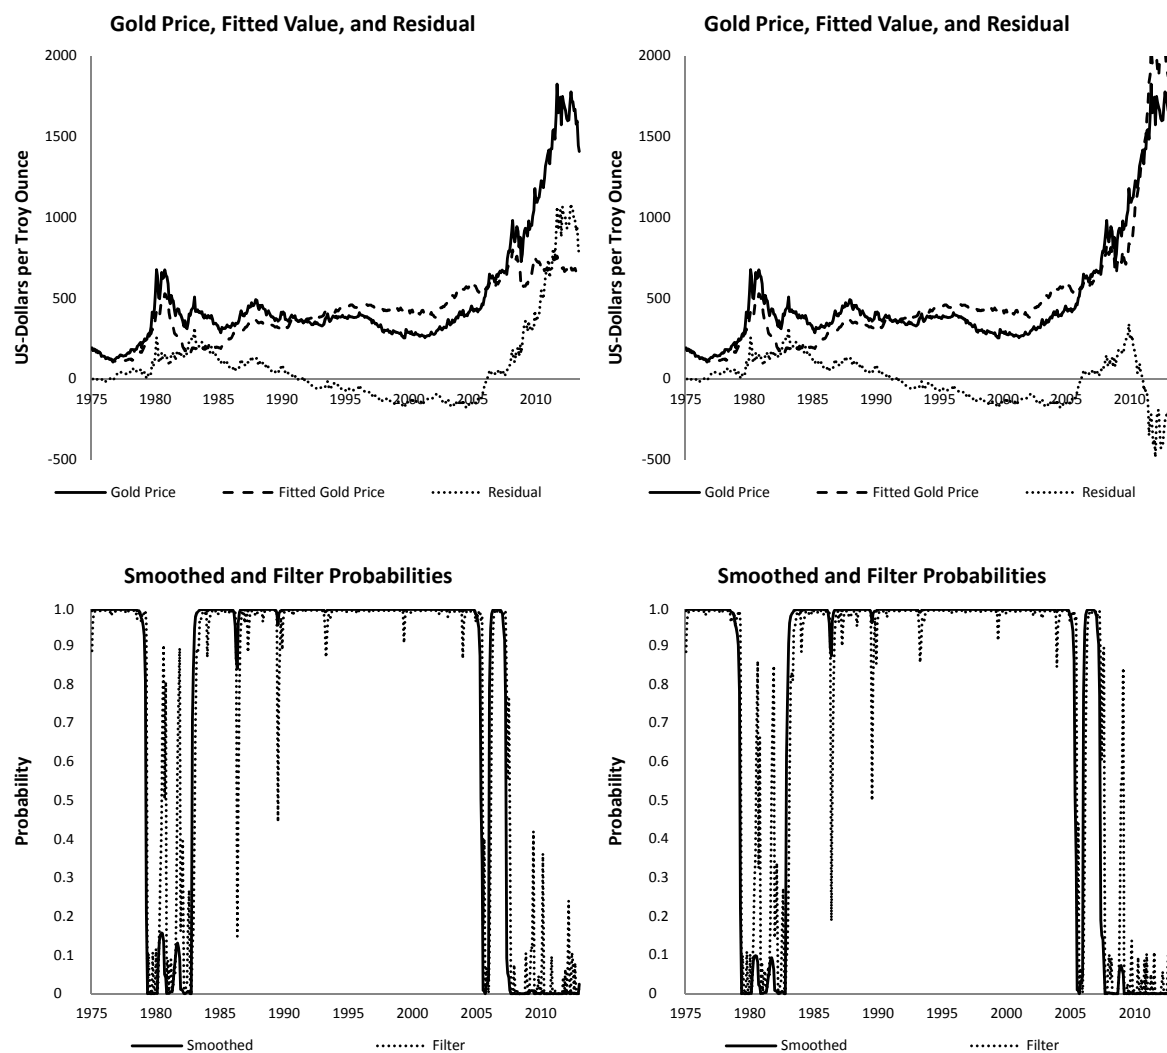 Gold Price, Fitted Value, and Residual
US-Dollars per Troy Ounce
2000
1500
1000
500
0
-500
1975 1980 1985 1990 1995 2000 2005 2010
Gold Price Fitted Gold Price Residual
Gold Price, Fitted Value, and Residual
US-Dollars per Troy Ounce
2000
1500
1000
500
0
-500
1975 1980 1985 1990 1995 2000 2005 2010
Gold Price Fitted Gold Price Residual
Smoothed and Filter Probabilities
Probability
1.0
0.9
0.8
0.7
0.6
0.5
0.4
0.3
0.2
0.1
0
1975 1980 1985 1990 1995 2000 2005 2010
Smoothed Filter
Smoothed and Filter Probabilities
Probability
1.0
0.9
0.8
0.7
0.6
0.5
0.4
0.3
0.2
0.1
0
1975 1980 1985 1990 1995 2000 2005 2010
Smoothed Filter